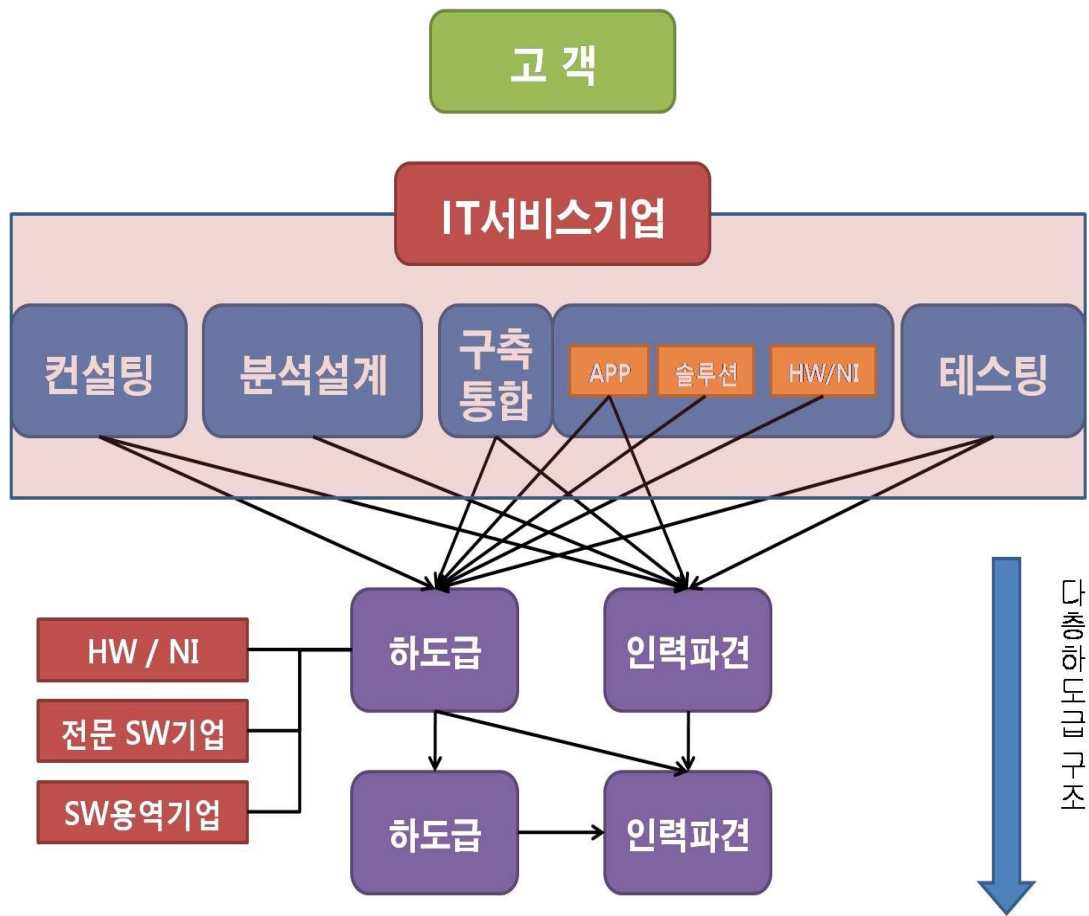 고 객
IT서비스기업
컨설팅
분석설계
구축
통합
APP
솔루션
HW/NI
테스팅
하도급
인력파견
HW / NI
전문 SW기업
SW용역기업
하도급
인력파견
다층하도급 구조